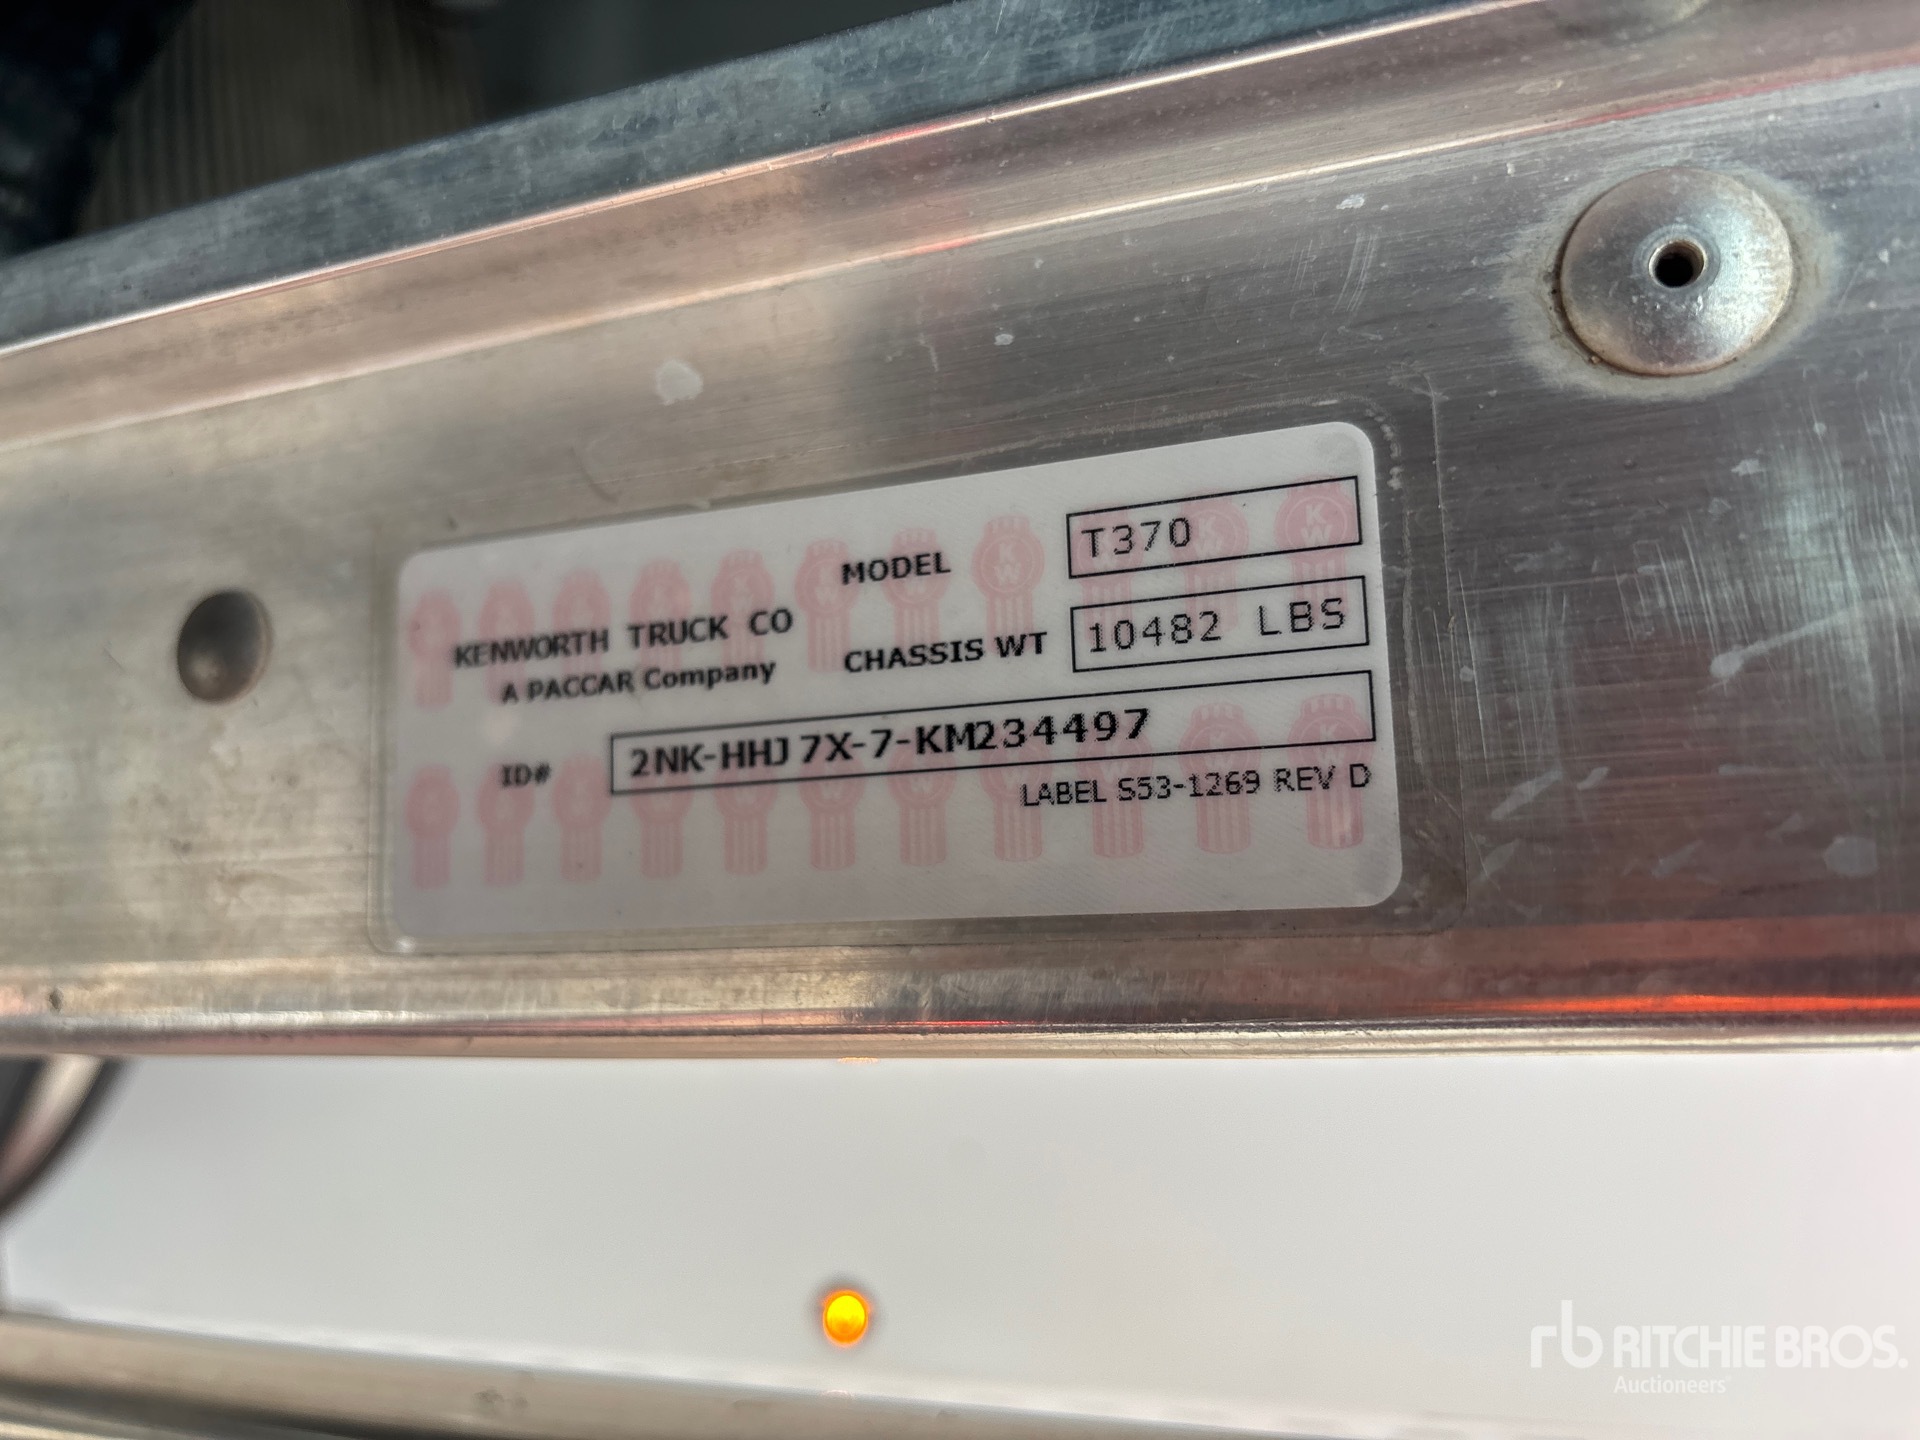 MODEL T370
KENWORTH TRUCK CO
A PACCAR Company
CHASSIS WT 10482 LBS
ID# 2NK-HHJ7X-7-KM234497
LABEL S53-1269 REV D
rb RITCHIE BROS.
Auctioneers